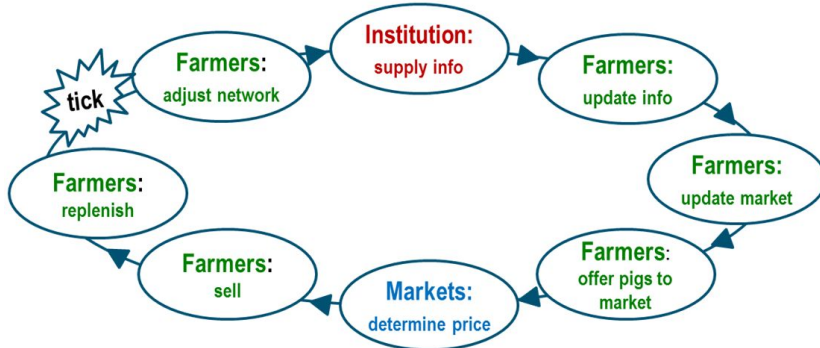 Institution:
supply info
Farmers:
adjust network
Farmers:
update info
tick
Farmers:
update market
Farmers:
replenish
Farmers:
offer pigs to
market
Farmers:
sell
Markets:
determine price